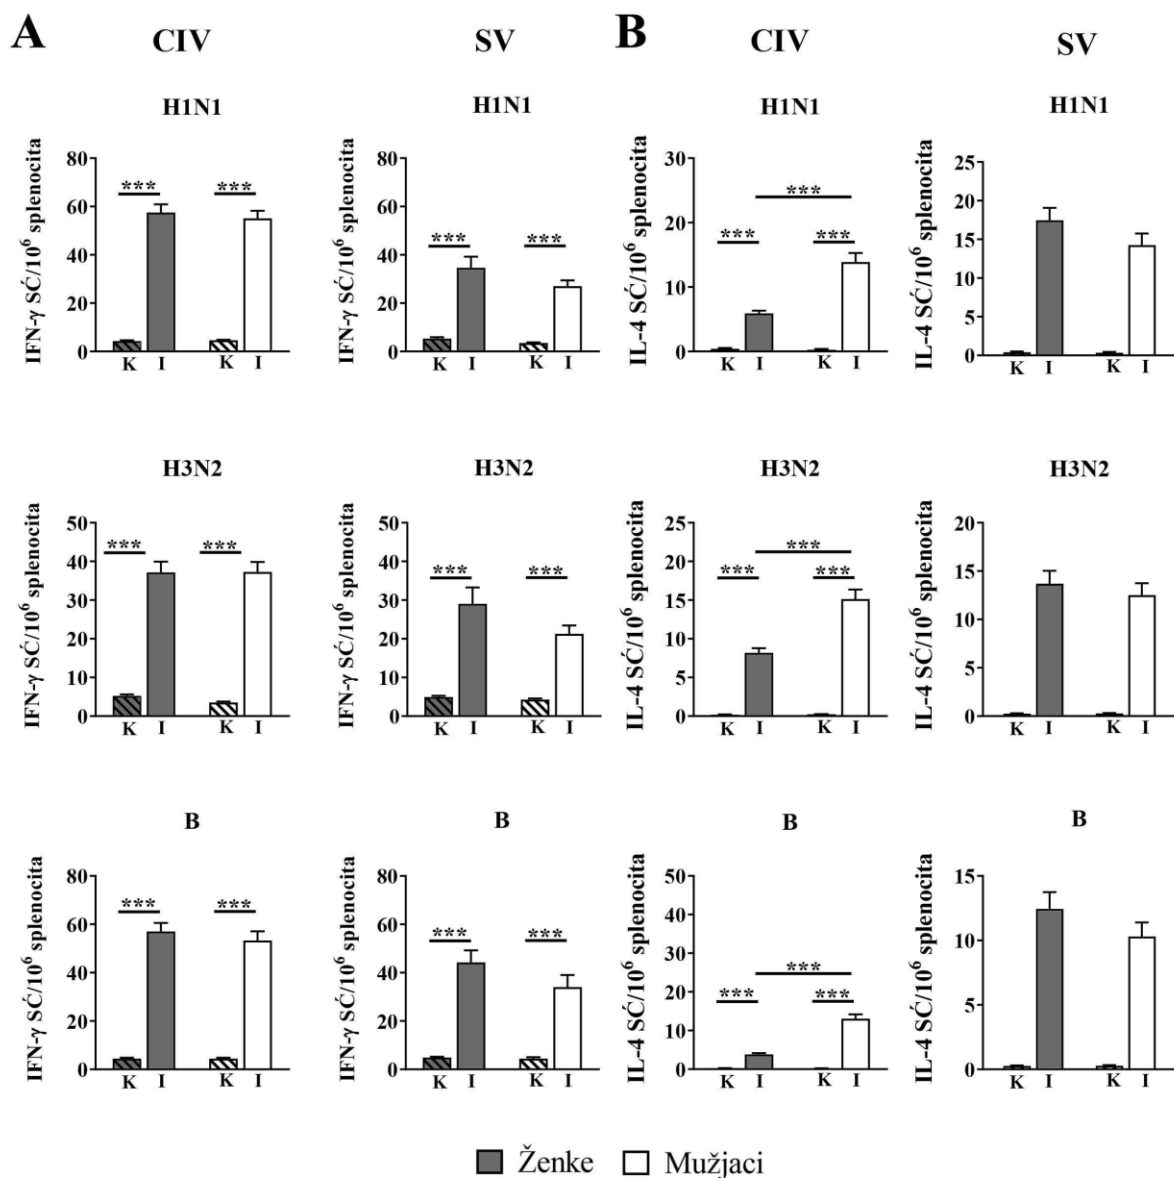 A CIV SV B CIV SV
H1N1 H1N1 H1N1 H1N1
IFN-γ SĆ/10⁶ splenocita
80
60
40
20
0
*** ***
K I K I
IFN-γ SĆ/10⁶ splenocita
80
60
40
20
0
*** ***
K I K I
IL-4 SĆ/10⁶ splenocita
30
20
10
0
***
*** ***
K I K I
IL-4 SĆ/10⁶ splenocita
25
20
15
10
5
0
K I K I
H3N2 H3N2 H3N2 H3N2
IFN-γ SĆ/10⁶ splenocita
50
40
30
20
10
0
*** ***
K I K I
IFN-γ SĆ/10⁶ splenocita
50
40
30
20
10
0
*** ***
K I K I
IL-4 SĆ/10⁶ splenocita
25
20
15
10
5
0
***
*** ***
K I K I
IL-4 SĆ/10⁶ splenocita
20
15
10
5
0
K I K I
B B B B
IFN-γ SĆ/10⁶ splenocita
80
60
40
20
0
*** ***
K I K I
IFN-γ SĆ/10⁶ splenocita
80
60
40
20
0
*** ***
K I K I
IL-4 SĆ/10⁶ splenocita
50
40
30
20
10
0
***
*** ***
K I K I
IL-4 SĆ/10⁶ splenocita
15
10
5
0
K I K I
Ženke Mužjaci